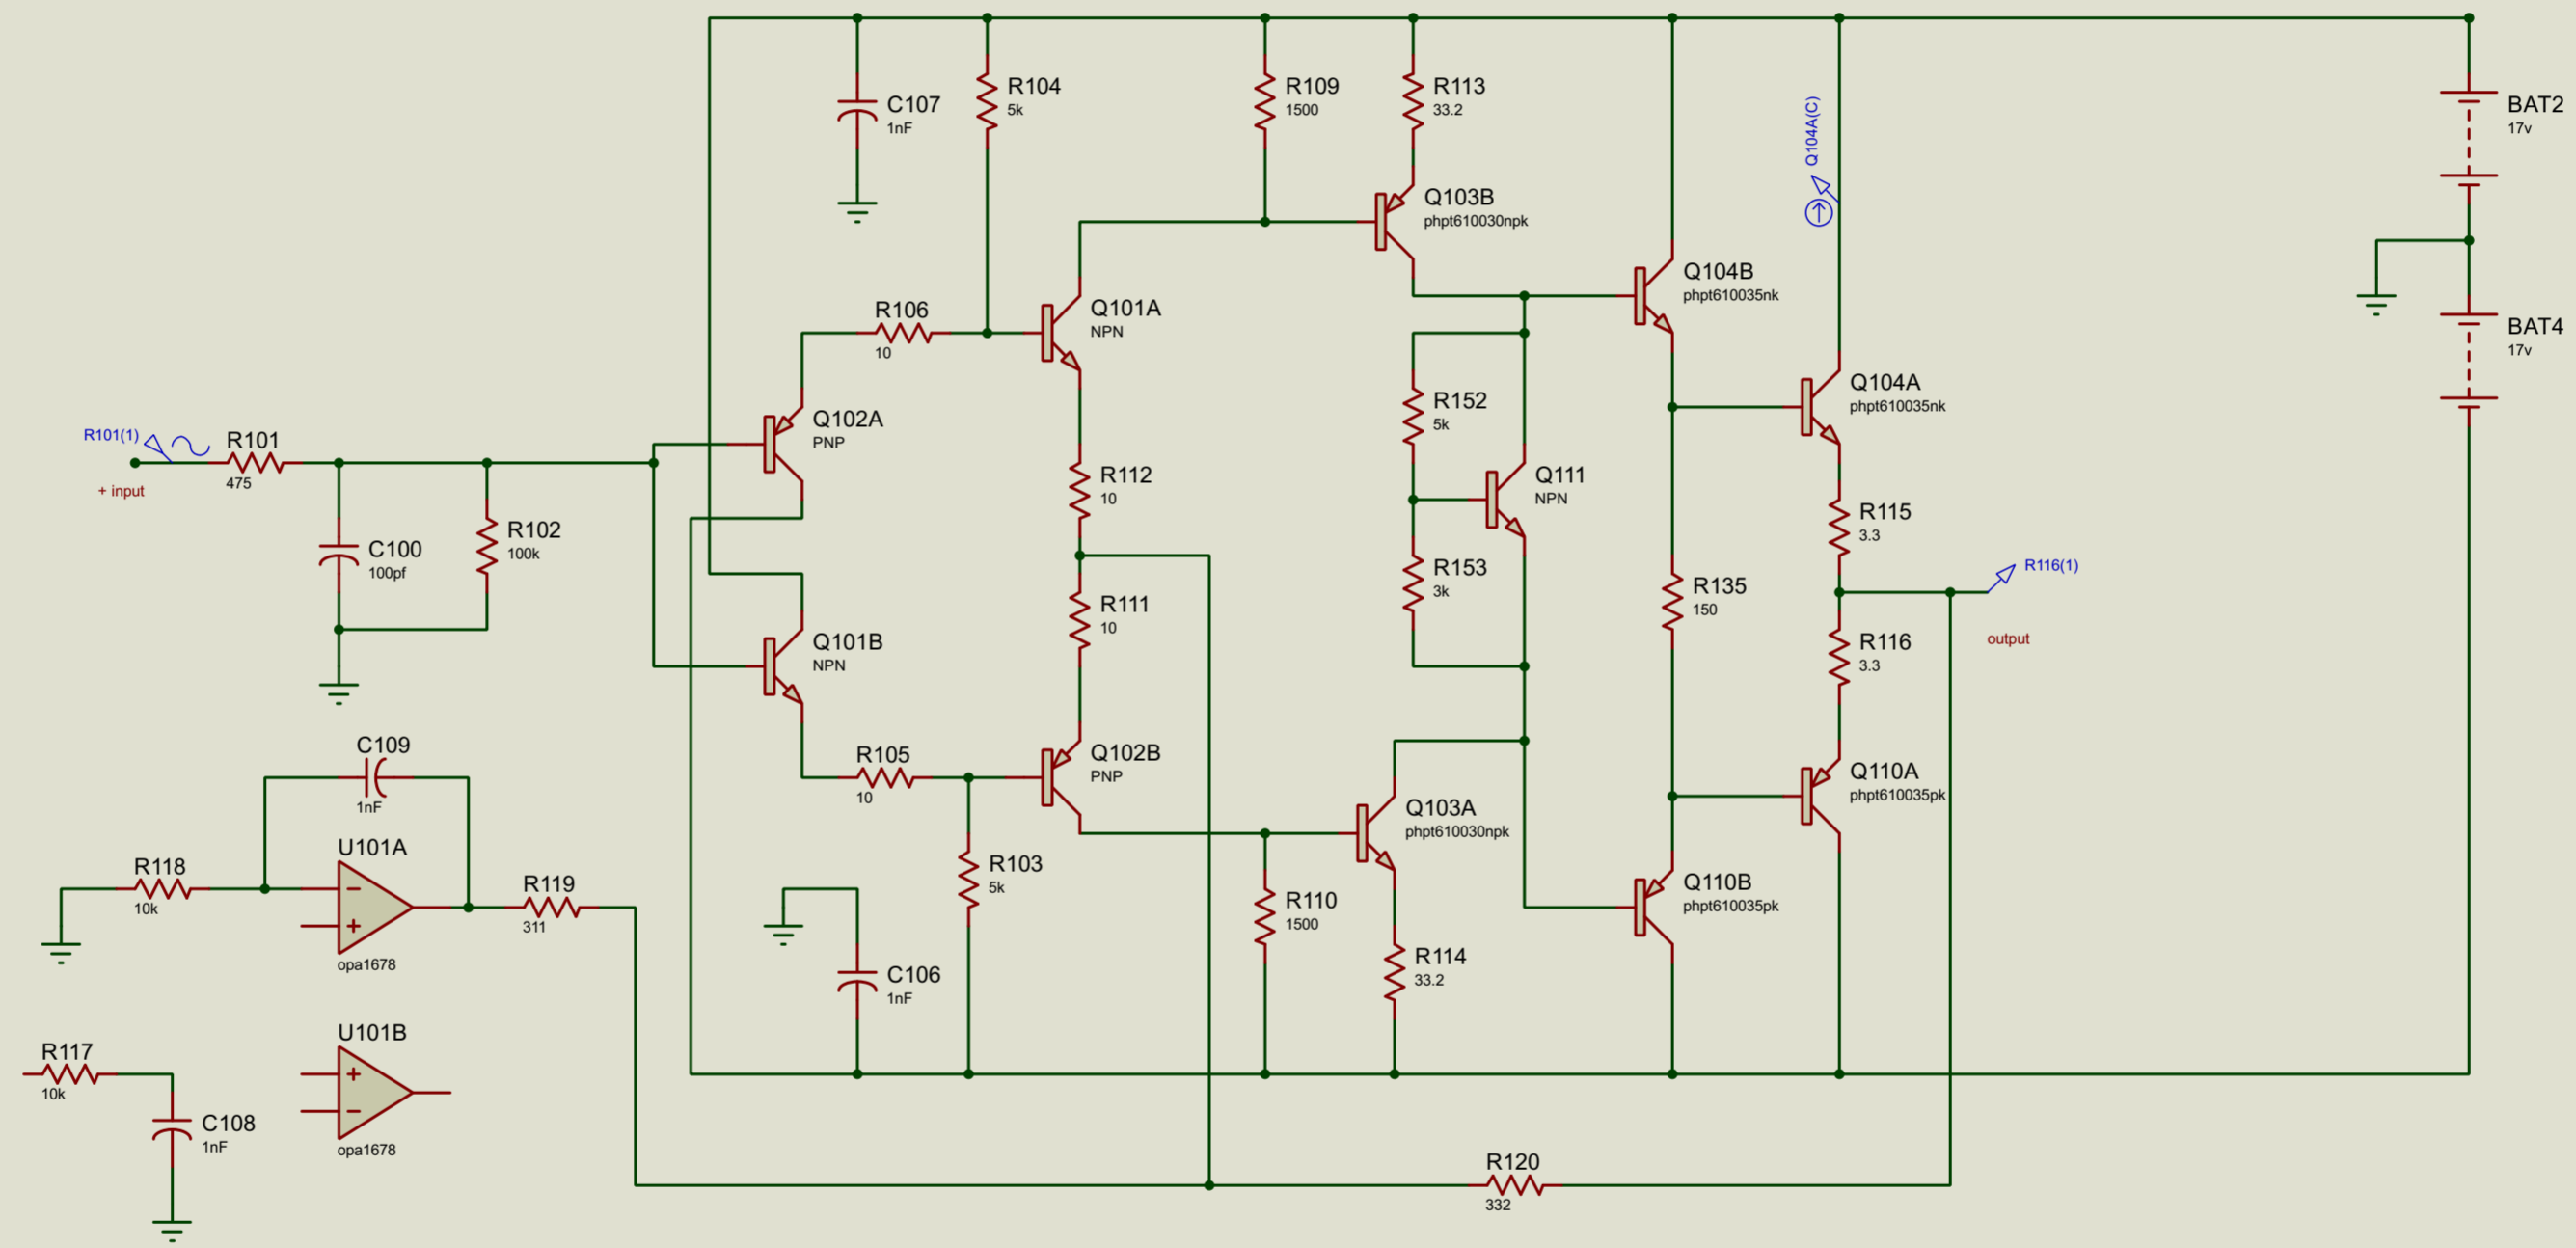 C107
1nF
R104
5k
R109
1500
R113
33.2
BAT2
17v
Q104A(C)
Q103B
phpt610030npk
Q104B
phpt610035nk
Q101A
NPN
R106
10
BAT4
17v
Q104A
phpt610035nk
R101(1)
R101
475
+ input
Q102A
PNP
R152
5k
C100
100pf
R102
100k
R112
10
Q111
NPN
R115
3.3
R116(1)
R153
3k
R135
150
R111
10
Q101B
NPN
R116
3.3
output
C109
1nF
R105
10
Q102B
PNP
Q110A
phpt610035pk
Q103A
phpt610030npk
U101A
R118
10k
R119
311
opa1678
R103
5k
R110
1500
Q110B
phpt610035pk
C106
1nF
R114
33.2
U101B
R117
10k
C108
1nF
opa1678
R120
332